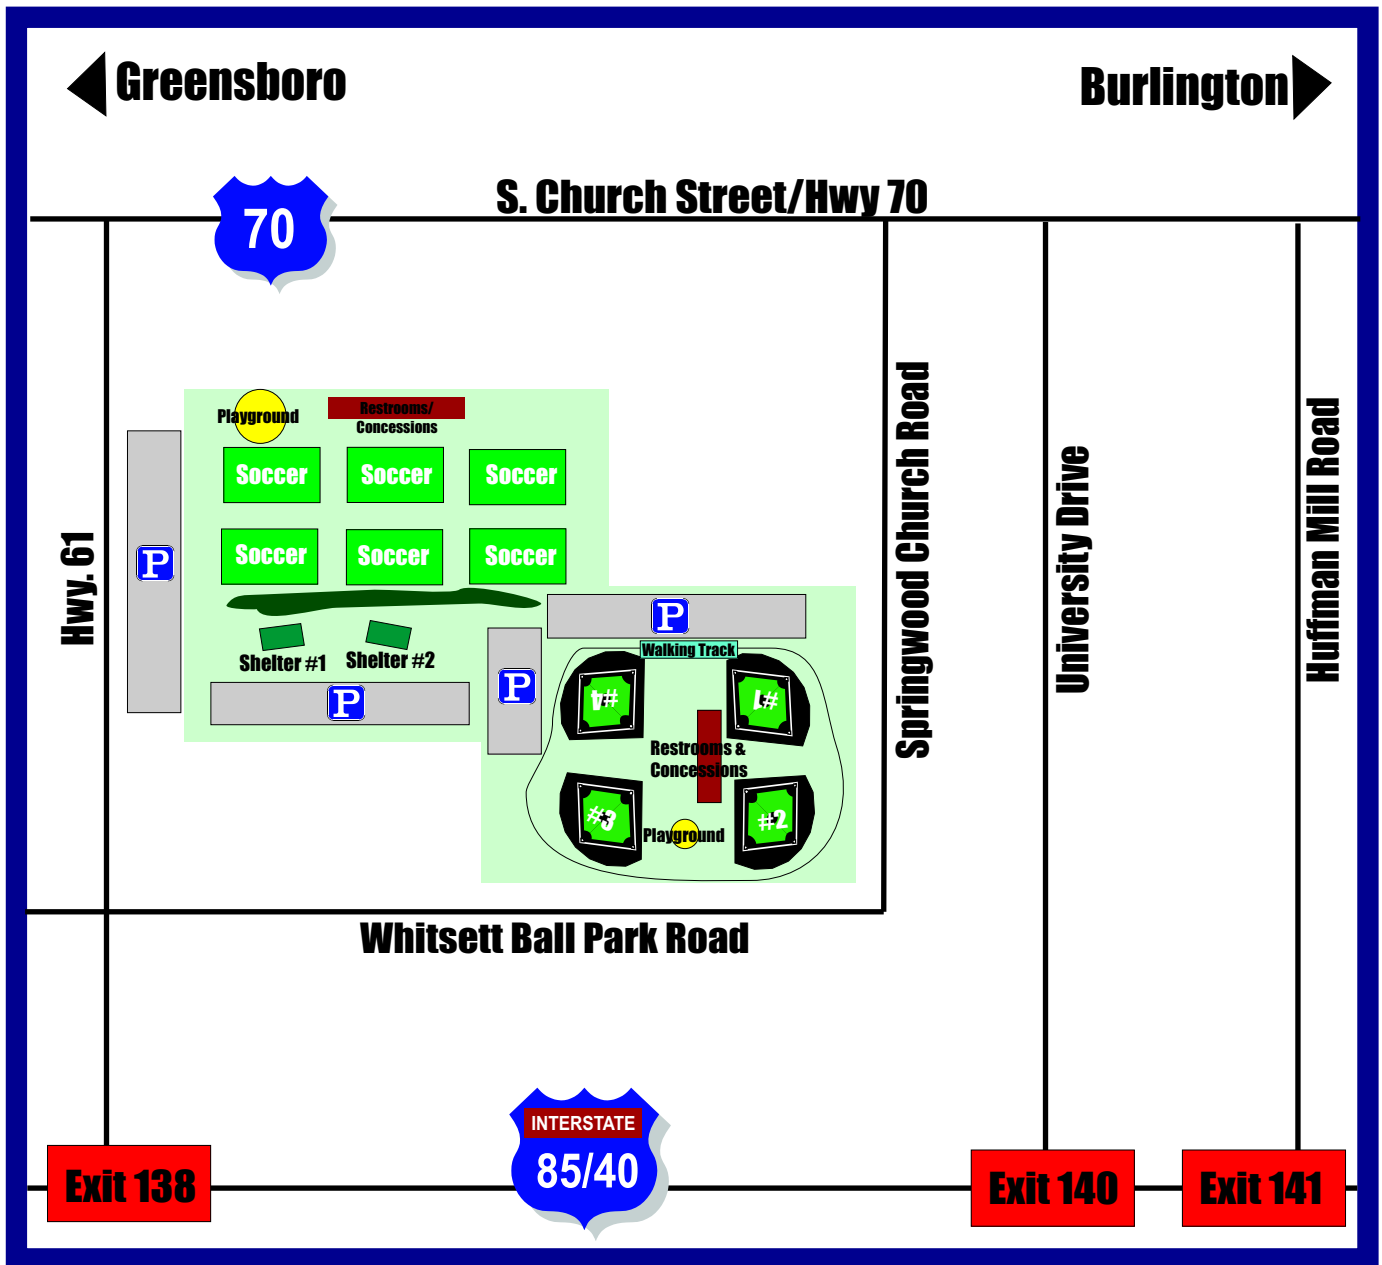 Greensboro
Burlington
S. Church Street/Hwy 70
70
Playground
Restrooms/
Concessions
Soccer Soccer Soccer
Soccer Soccer Soccer
P
Hwy. 61
Springwood Church Road
University Drive
Huffman Mill Road
P
Walking Track
Shelter #1 Shelter #2
P
P
#4 #1
Restrooms &
Concessions
#3 #2
Playground
Whitsett Ball Park Road
INTERSTATE
85/40
Exit 138
Exit 140
Exit 141